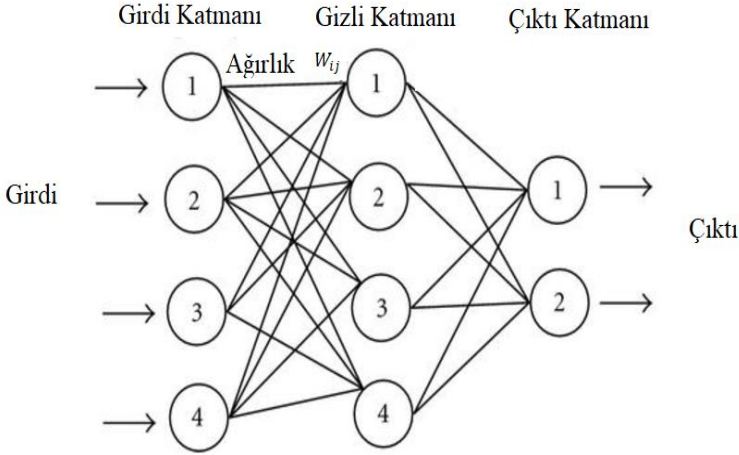 Girdi Katmanı Gizli Katmanı Çıktı Katmanı
Ağırlık Wij
1 1
2 2 1
Girdi
Çıktı
3 3 2
4 4